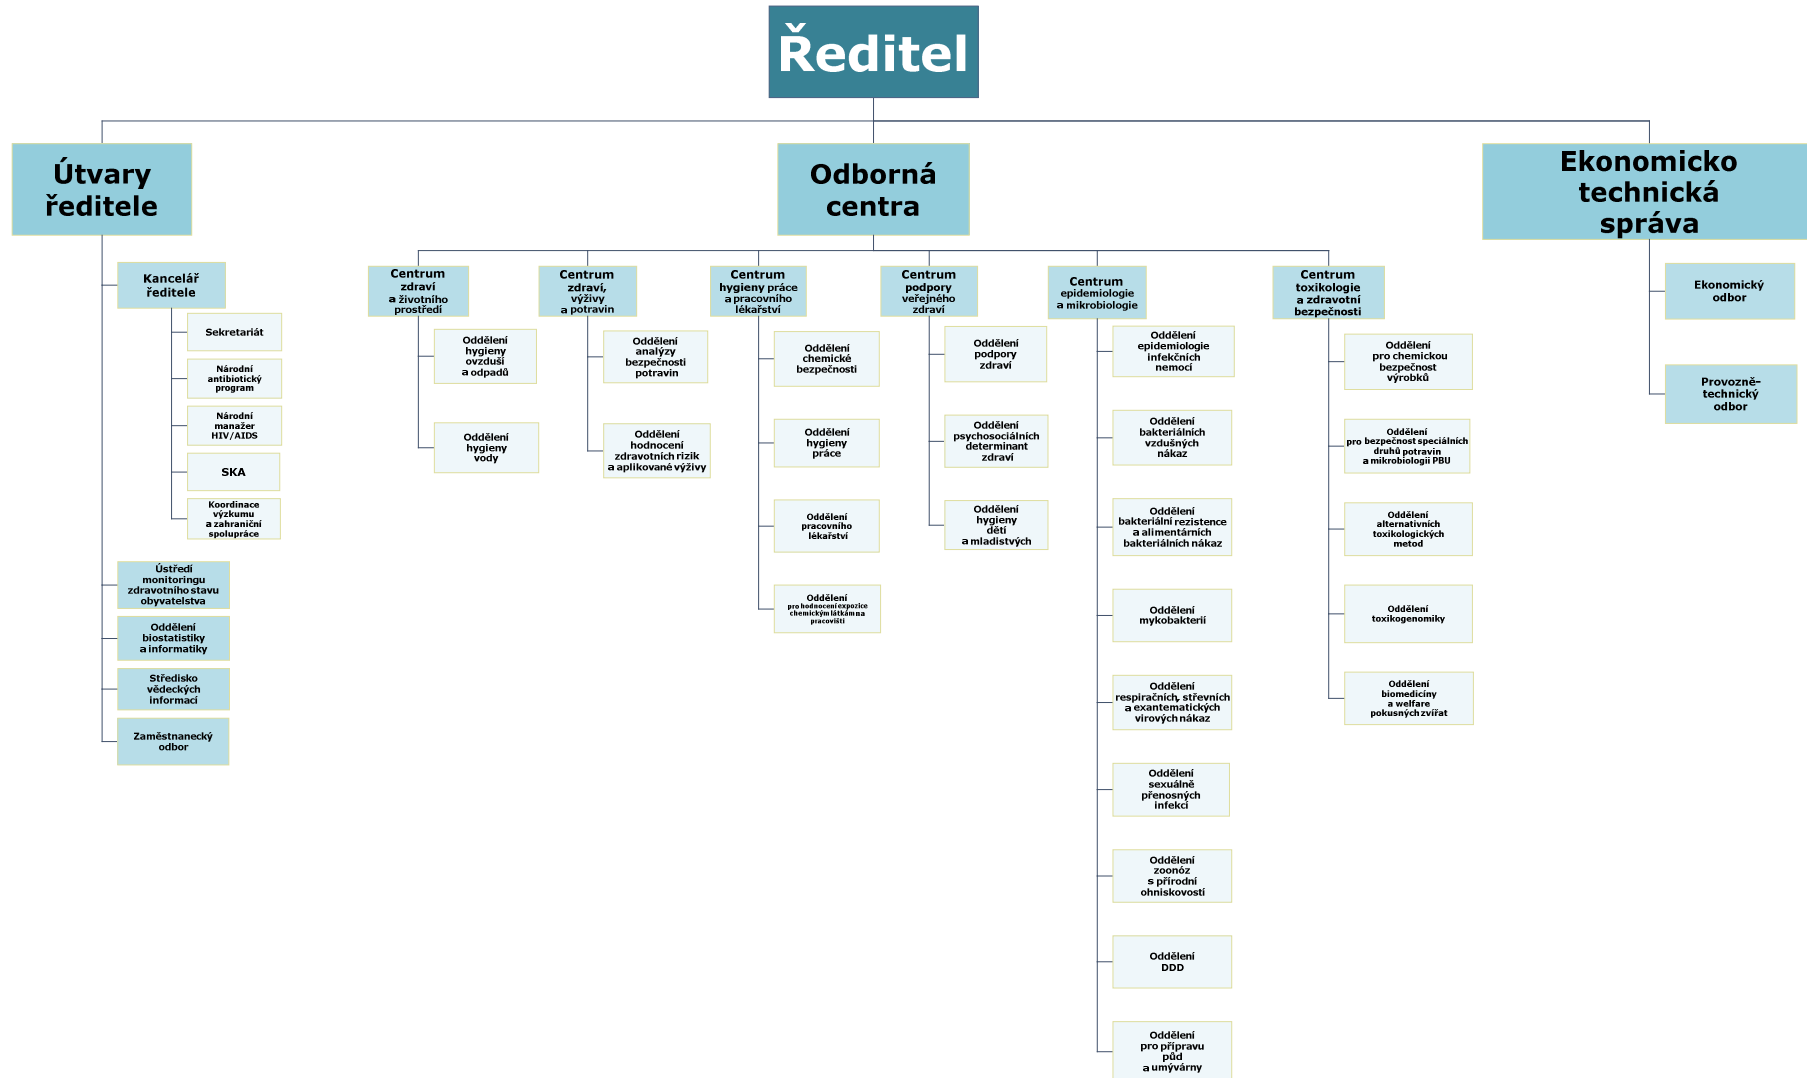 Ředitel
Útvary
ředitele
Odborná
centra
Ekonomicko
technická
správa
Kancelář
ředitele
Sekretariát
Národní
antibiotický
program
Národní
manažer
HIV/AIDS
SKA
Koordinace
výzkumu
a zahraniční
spolupráce
Ústředí
monitoringu
zdravotního stavu
obyvatelstva
Oddělení
biostatistiky
a informatiky
Středisko
vědeckých
informací
Zaměstnanecký
odbor
Centrum
zdraví
a životního
prostředí
Oddělení
hygieny
ovzduší
a odpadů
Oddělení
hygieny
vody
Centrum
zdraví,
výživy
a potravin
Oddělení
analýzy
bezpečnosti
potravin
Oddělení
hodnocení
zdravotních rizik
a aplikované výživy
Centrum
hygieny práce
a pracovního
lékařství
Oddělení
chemické
bezpečnosti
Oddělení
hygieny
práce
Oddělení
pracovního
lékařství
Oddělení
pro hodnocení expozice
chemickým látkám na
pracovišti
Centrum
podpory
veřejného
zdraví
Oddělení
podpory
zdraví
Oddělení
psychosociálních
determinant
zdraví
Oddělení
hygieny
dětí
a mladistvých
Centrum
epidemiologie
a mikrobiologie
Oddělení
epidemiologie
infekčních
nemocí
Oddělení
bakteriálních
vzdušných
nákaz
Oddělení
bakteriální rezistence
a alimentárních
bakteriálních nákaz
Oddělení
mykobakterií
Oddělení
respiračních, střevních
a exantematických
virových nákaz
Oddělení
sexuálně
přenosných
infekcí
Oddělení
zoonóz
s přírodní
ohniskovostí
Oddělení
DDD
Oddělení
pro přípravu
půd
a umývárny
Centrum
toxikologie
a zdravotní
bezpečnosti
Oddělení
pro chemickou
bezpečnost
výrobků
Oddělení
pro bezpečnost speciálních
druhů potravin
a mikrobiologii PBU
Oddělení
alternativních
toxikologických
metod
Oddělení
toxikogenomiky
Oddělení
biomedicíny
a welfare
pokusných zvířat
Ekonomický
odbor
Provozně-
technický
odbor